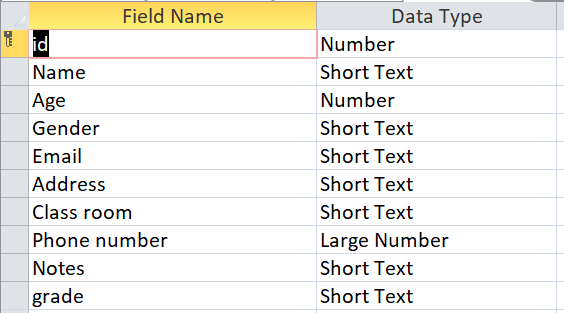 Field Name Data Type
id Number
Name Short Text
Age Number
Gender Short Text
Email Short Text
Address Short Text
Class room Short Text
Phone number Large Number
Notes Short Text
grade Short Text